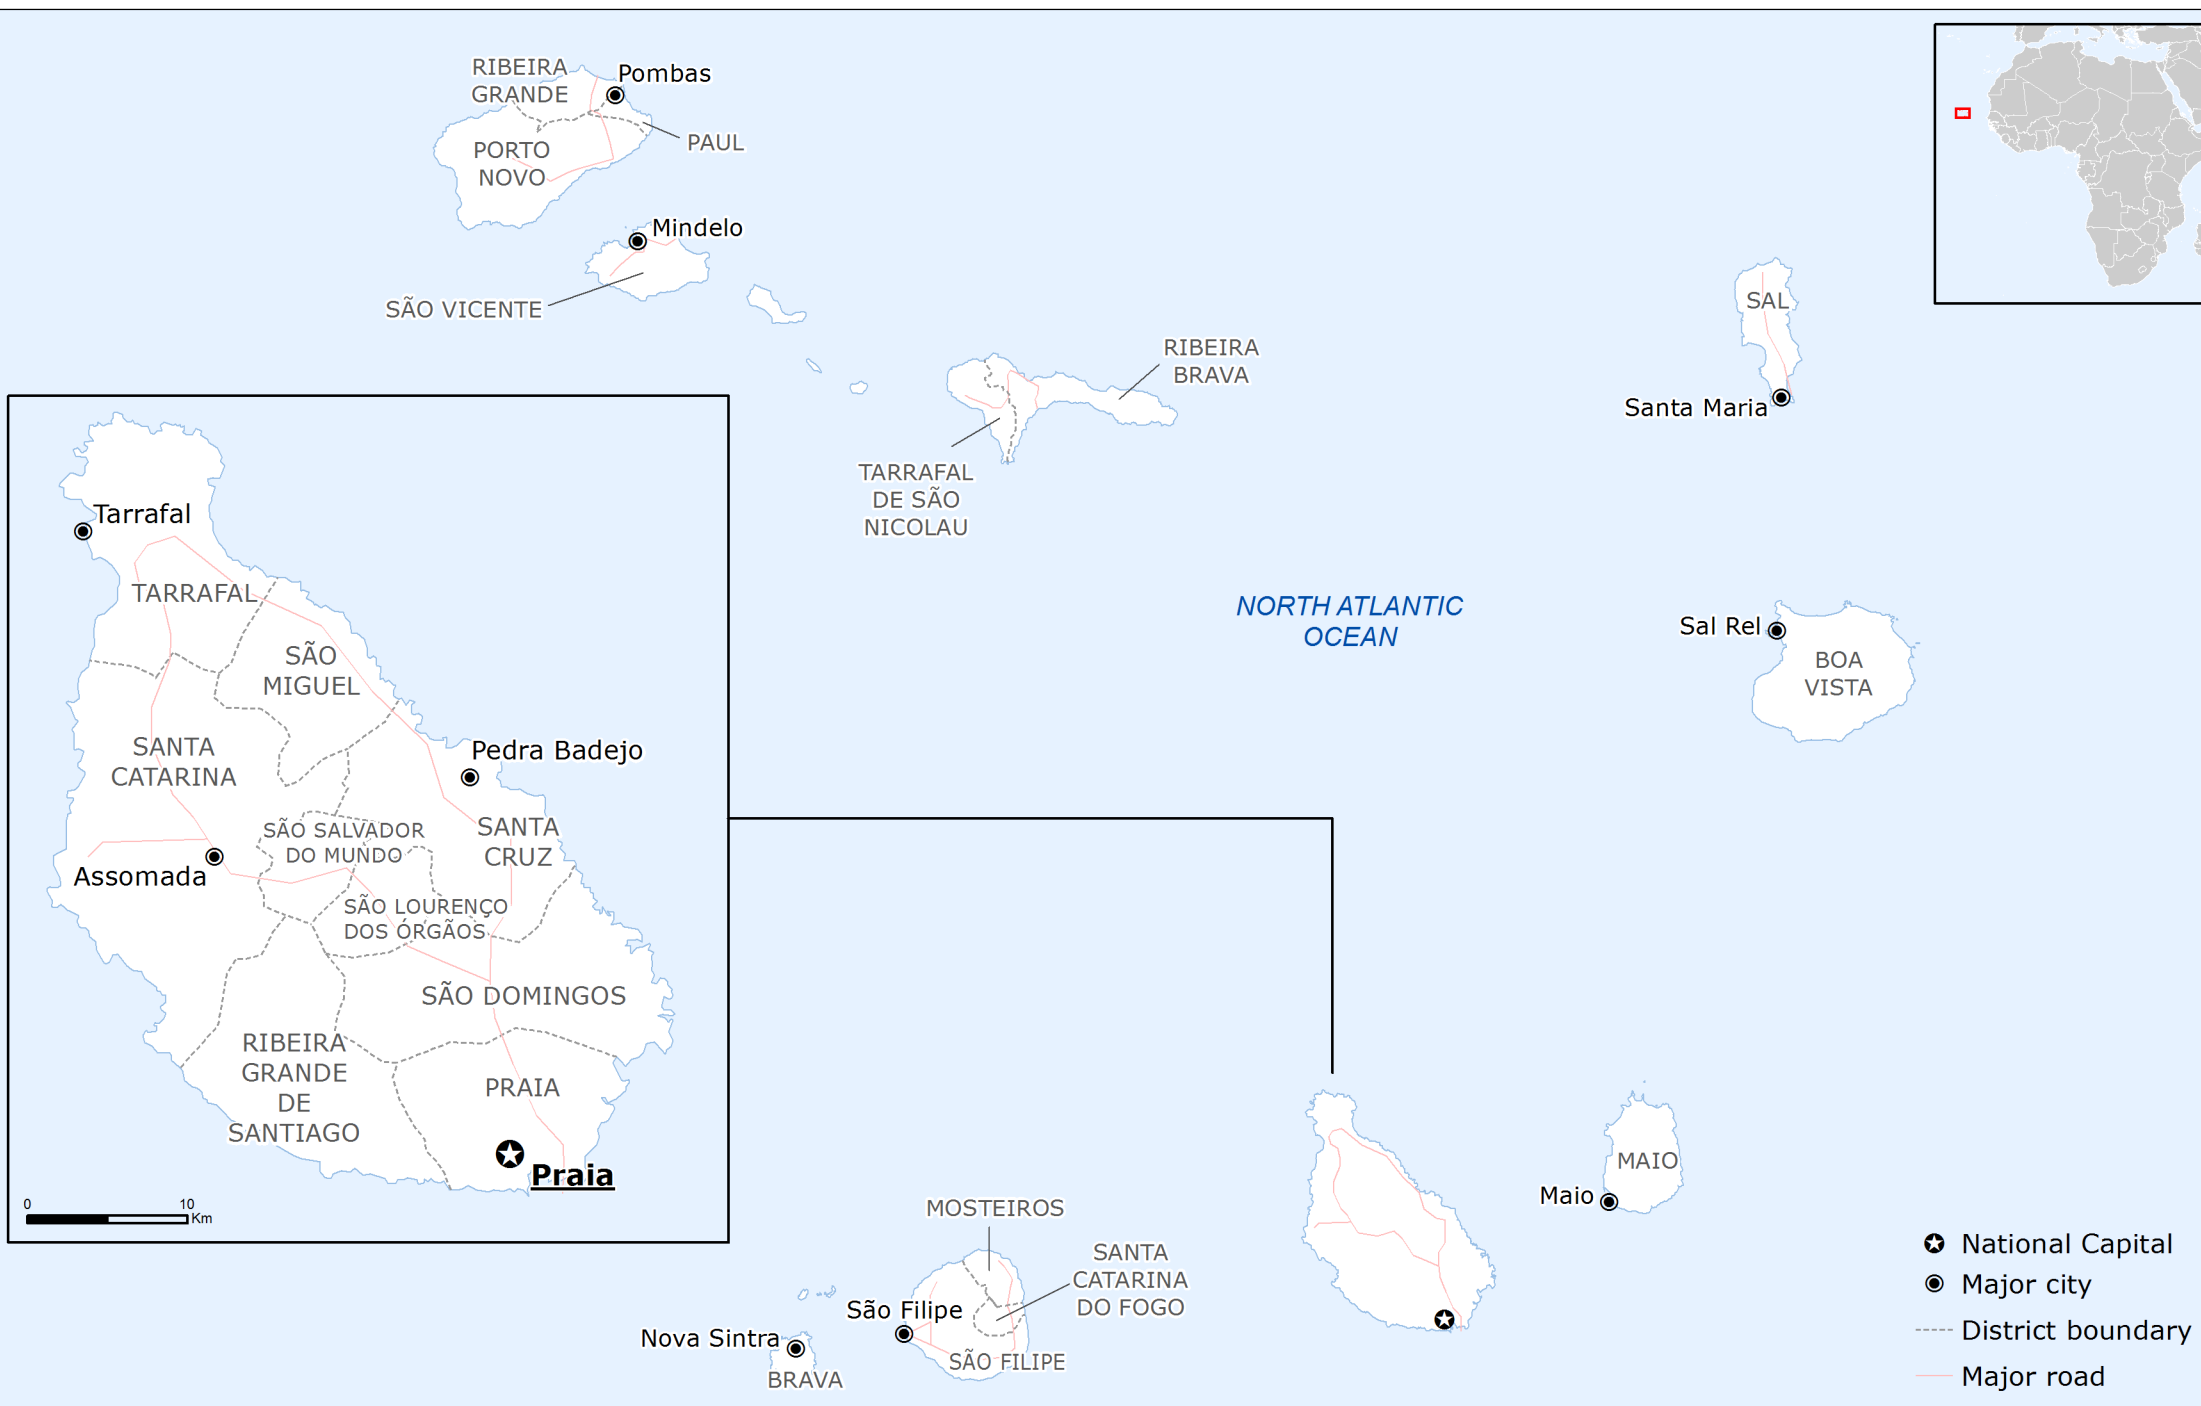 RIBEIRA
GRANDE
Pombas
PORTO
NOVO
PAUL
Mindelo
SÃO VICENTE
RIBEIRA
BRAVA
TARRAFAL
DE SÃO
NICOLAU
SAL
Santa Maria
NORTH ATLANTIC
OCEAN
Sal Rel
BOA
VISTA
Tarrafal
TARRAFAL
SÃO
MIGUEL
SANTA
CATARINA
Pedra Badejo
SÃO SALVADOR
DO MUNDO
SANTA
CRUZ
Assomada
SÃO LOURENÇO
DOS ÓRGÃOS
SÃO DOMINGOS
RIBEIRA
GRANDE
DE
SANTIAGO
PRAIA
Praia
0 10
Km
MOSTEIROS
SANTA
CATARINA
DO FOGO
São Filipe
SÃO FILIPE
Nova Sintra
BRAVA
MAIO
Maio
National Capital
Major city
District boundary
Major road